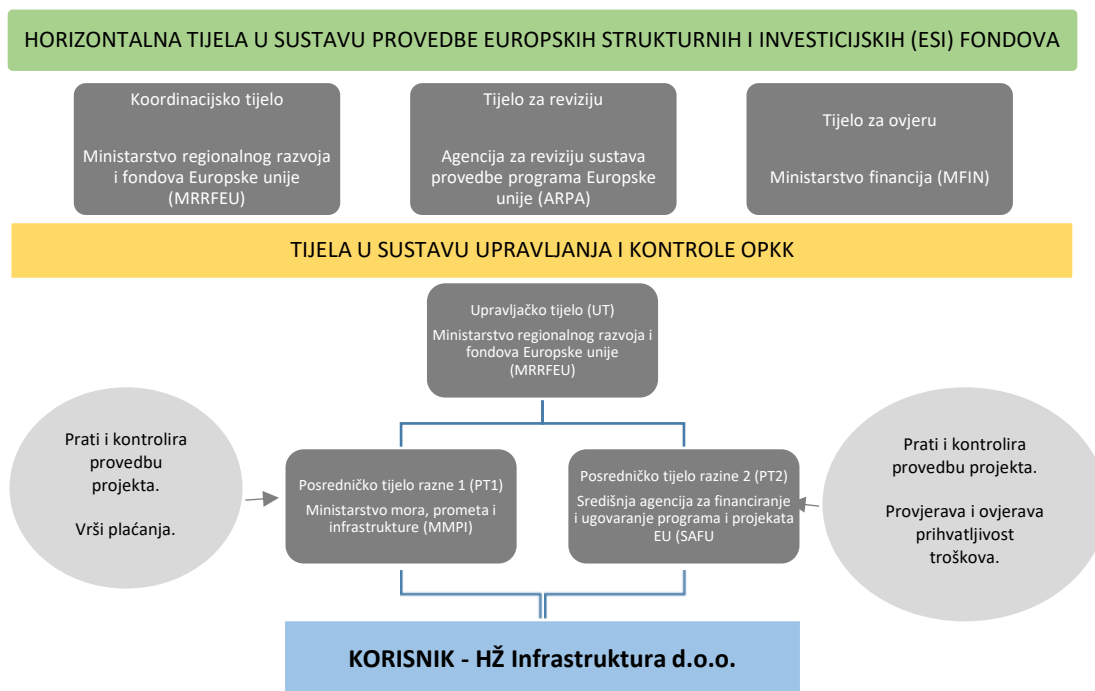 HORIZONTALNA TIJELA U SUSTAVU PROVEDBE EUROPSKIH STRUKTURNIH I INVESTICIJSKIH (ESI) FONDOVA
Koordinacijsko tijelo
Ministarstvo regionalnog razvoja
i fondova Europske unije
(MRRFEU)
Tijelo za reviziju
Agencija za reviziju sustava
provedbe programa Europske
unije (ARPA)
Tijelo za ovjeru
Ministarstvo financija (MFIN)
TIJELA U SUSTAVU UPRAVLJANJA I KONTROLE OPKK
Upravljačko tijelo (UT)
Ministarstvo regionalnog razvoja i
fondova Europske unije
(MRRFEU)
Prati i kontrolira
provedbu
projekta.
Vrši plaćanja.
Posredničko tijelo razne 1 (PT1)
Ministarstvo mora, prometa i
infrastrukture (MMPI)
Posredničko tijelo razine 2 (PT2)
Središnja agencija za financiranje
i ugovaranje programa i projekata
EU (SAFU
Prati i kontrolira
provedbu projekta.
Provjerava i ovjerava
prihvatljivost
troškova.
KORISNIK - HŽ Infrastruktura d.o.o.